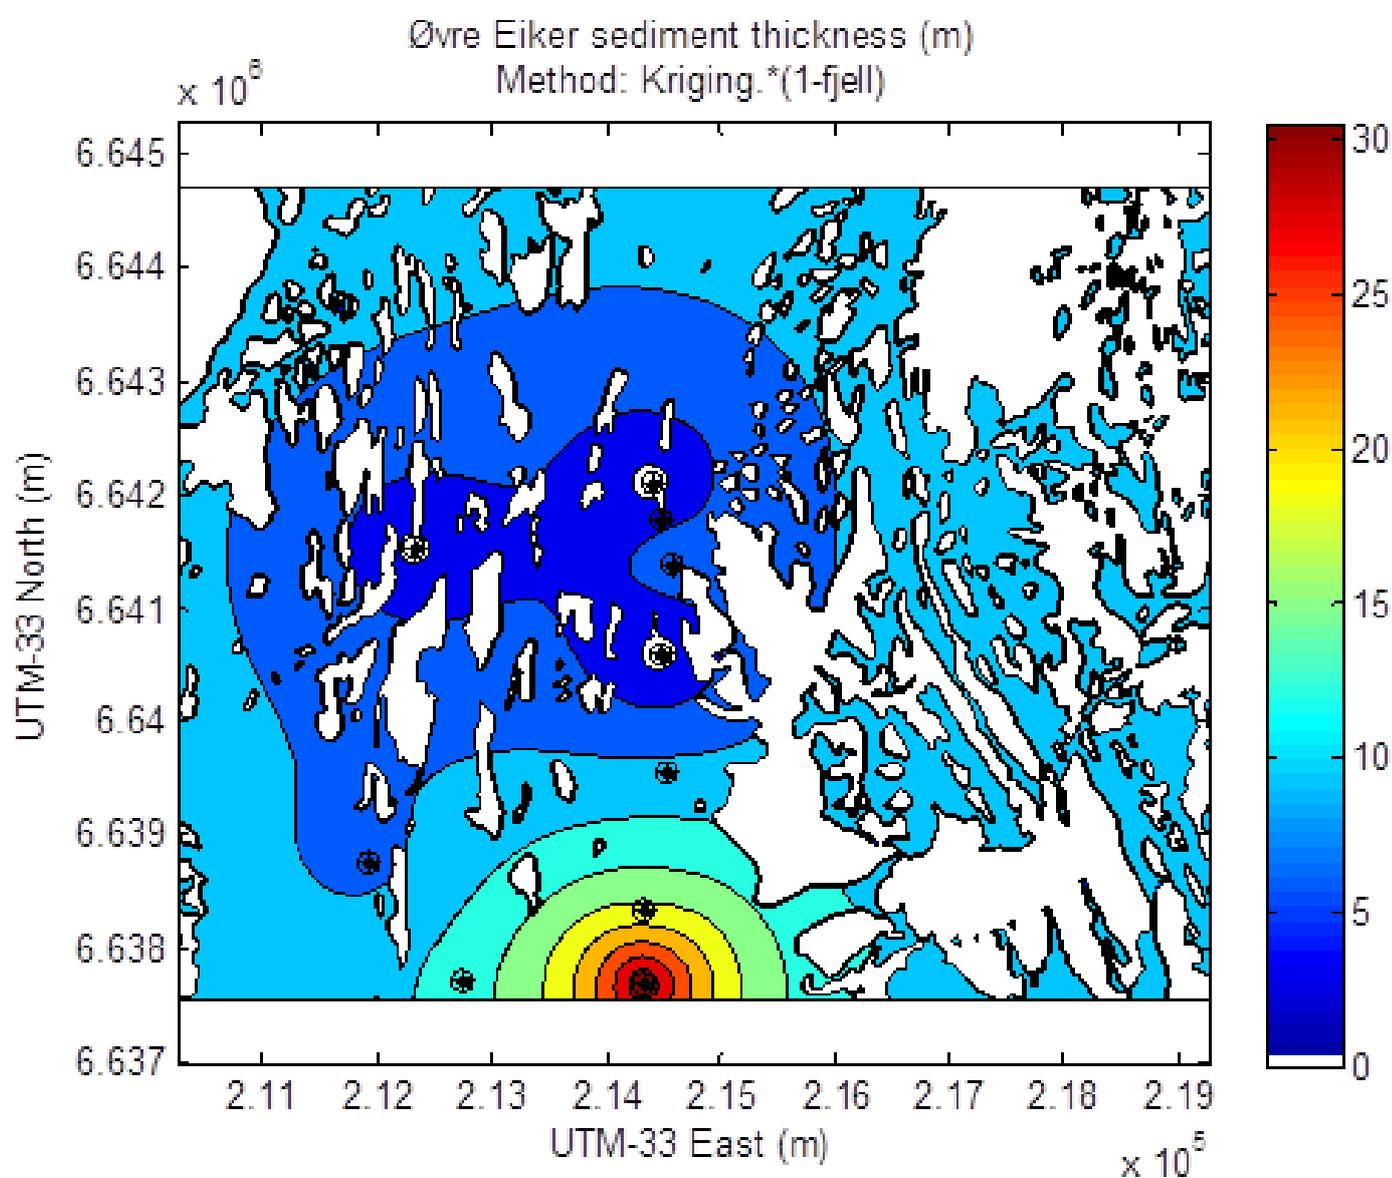 Øvre Eiker sediment thickness (m)
Method: Kriging.*(1-fjell)
x 10^6
6.645
6.644
6.643
6.642
6.641
6.64
6.639
6.638
6.637
UTM-33 North (m)
2.11 2.12 2.13 2.14 2.15 2.16 2.17 2.18 2.19
UTM-33 East (m)
x 10^5
30
25
20
15
10
5
0